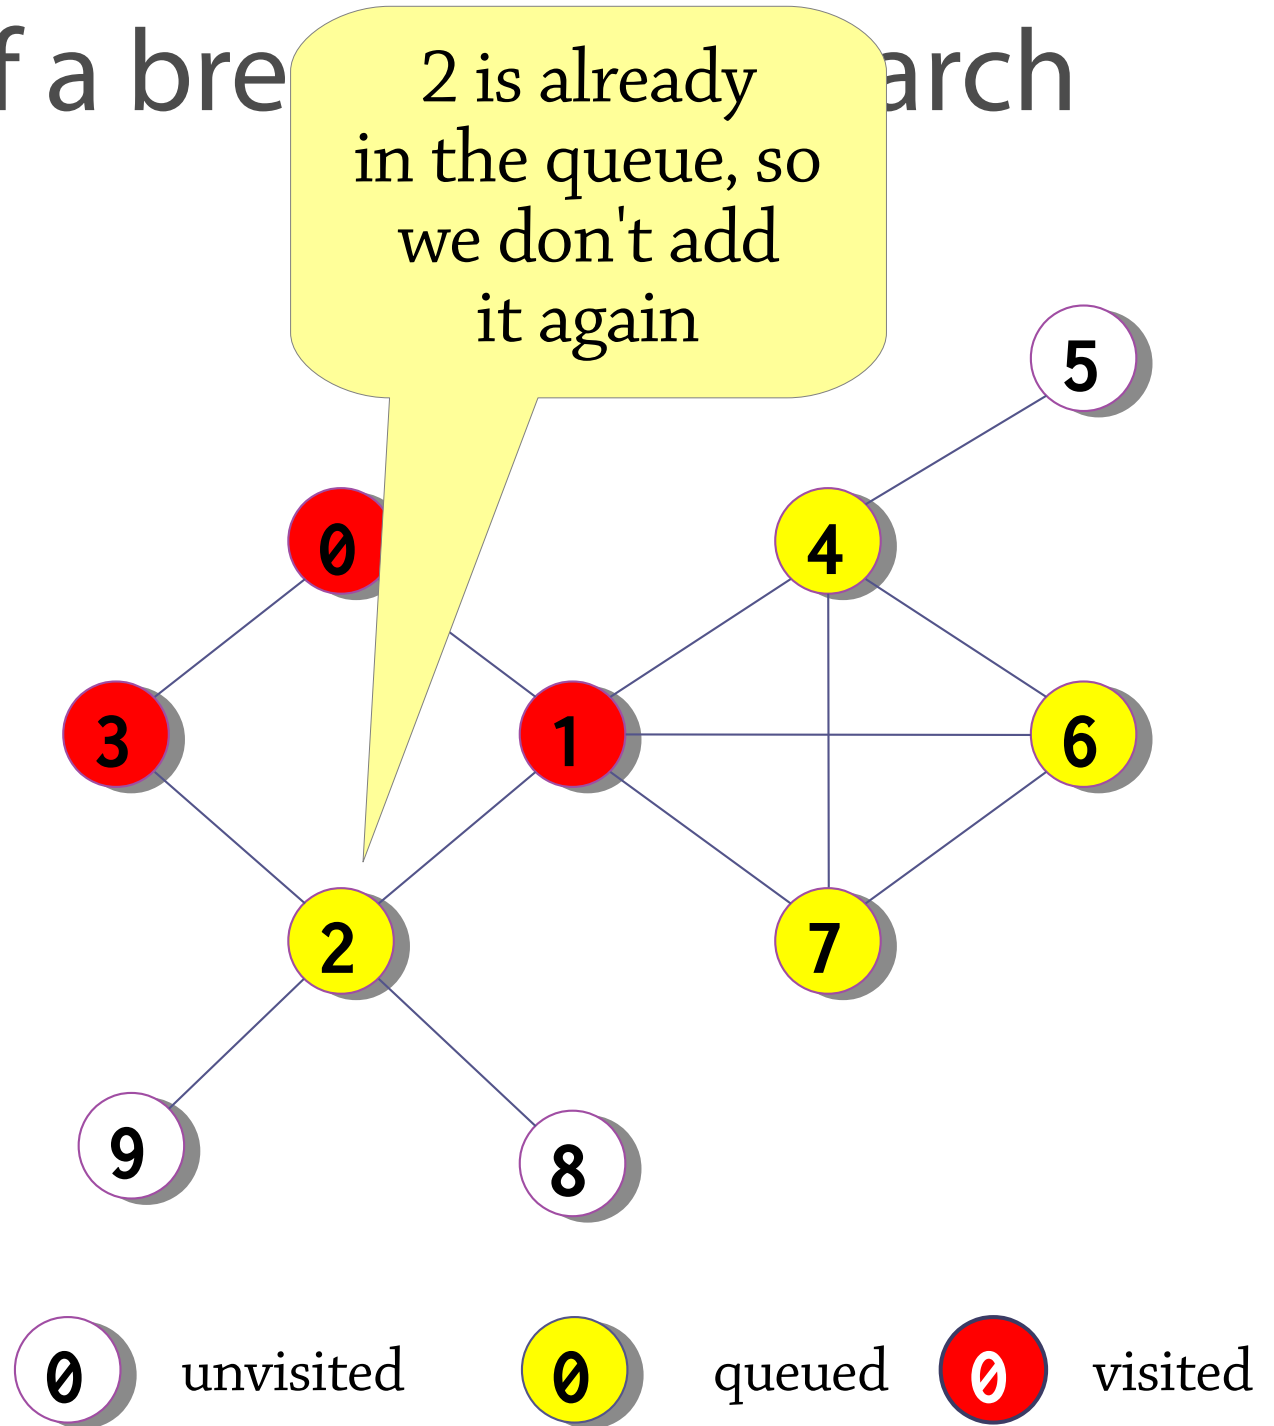 f a bre arch
2 is already
in the queue, so
we don't add
it again
5
0 4
3 1 6
2 7
9 8
0 unvisited 0 queued 0 visited